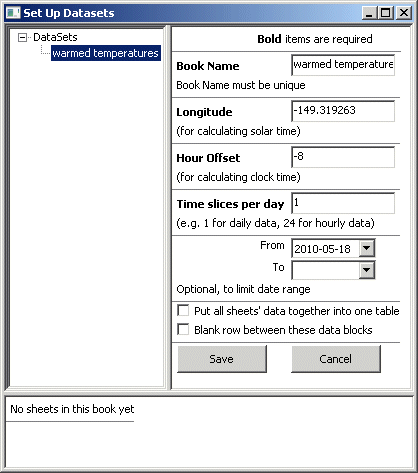 Set Up Datasets
DataSets
warmed temperatures
Bold items are required
Book Name warmed temperature
Book Name must be unique
Longitude -149.319263
(for calculating solar time)
Hour Offset -8
(for calculating clock time)
Time slices per day 1
(e.g. 1 for daily data, 24 for hourly data)
From 2010-05-18
To
Optional, to limit date range
Put all sheets' data together into one table
Blank row between these data blocks
Save Cancel
No sheets in this book yet